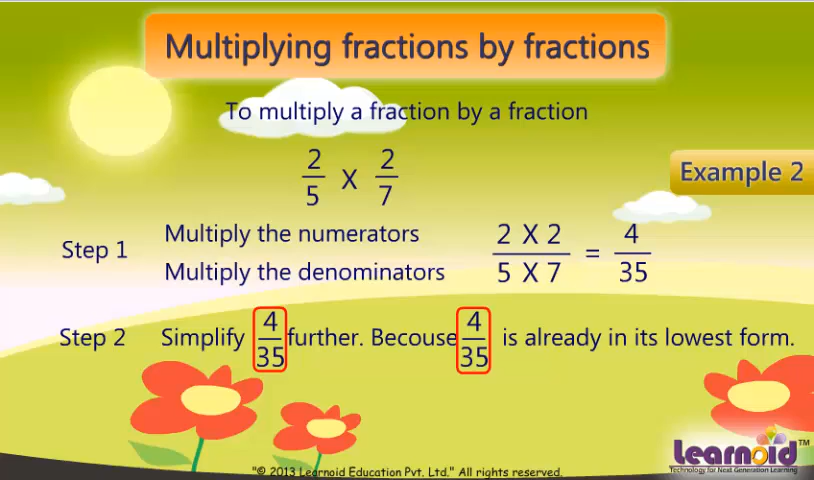 Multiplying fractions by fractions
To multiply a fraction by a fraction
2/5 X 2/7
Example 2
Step 1
Multiply the numerators
Multiply the denominators
2 X 2 / 5 X 7 = 4/35
Step 2 Simplify 4/35 further. Becouse 4/35 is already in its lowest form.
Learnoid™
Technology for Next Generation Learning
"© 2013 Learnoid Education Pvt. Ltd." All rights reserved.